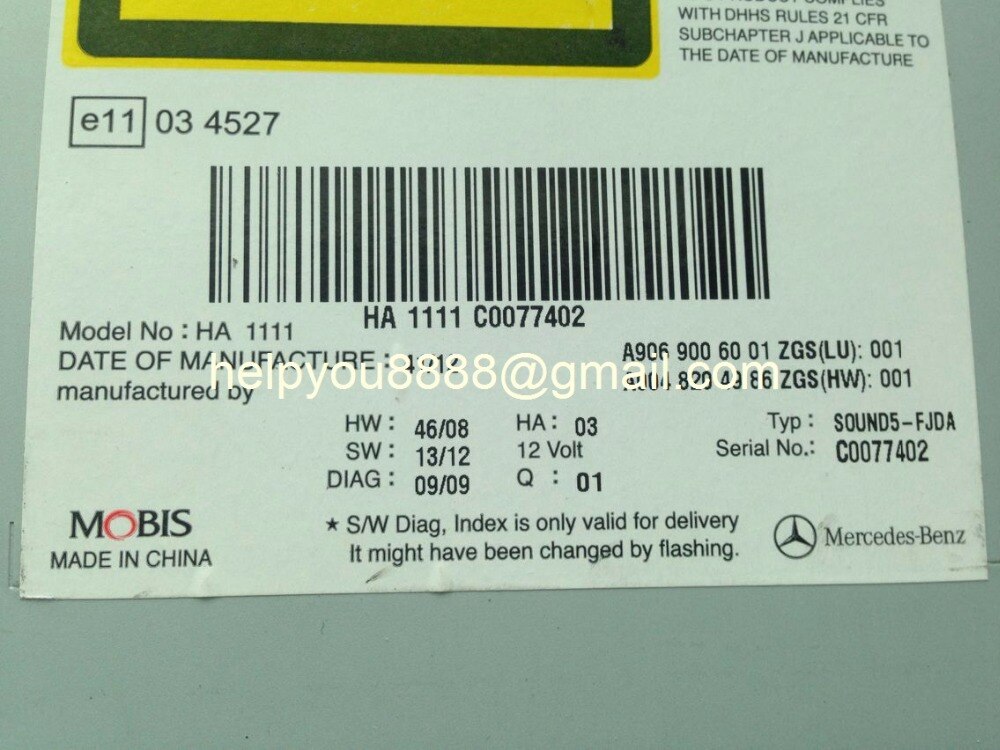 WITH DHHS RULES 21 CFR
SUBCHAPTER J APPLICABLE TO
THE DATE OF MANUFACTURE
e11 03 4527
HA 1111 C0077402
Model No : HA 1111
DATE OF MANUFACTURE :
manufactured by
helpyou8888@gmail.com
A906 900 60 01 ZGS(LU): 001
ZGS(HW): 001
HW : 46/08 HA : 03 Typ : SOUND5-FJDA
SW : 13/12 12 Volt Serial No.: C0077402
DIAG : 09/09 Q : 01
★ S/W Diag, Index is only valid for delivery
It might have been changed by flashing.
MOBIS
MADE IN CHINA
Mercedes-Benz